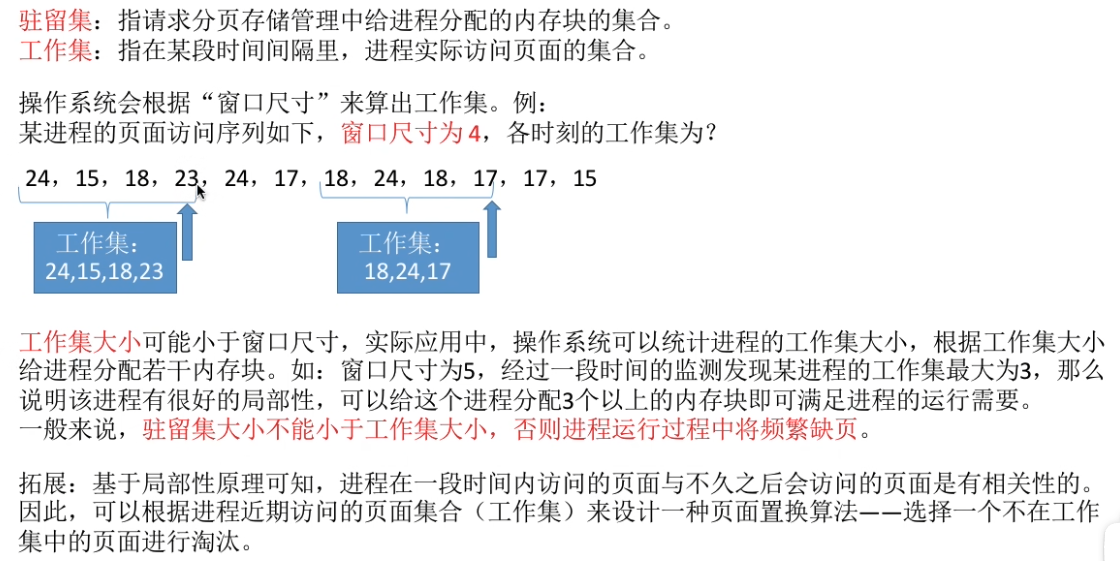 驻留集：指请求分页存储管理中给进程分配的内存块的集合。
工作集：指在某段时间间隔里，进程实际访问页面的集合。
操作系统会根据“窗口尺寸”来算出工作集。例：
某进程的页面访问序列如下，窗口尺寸为 4，各时刻的工作集为？
24，15，18，23，24，17，18，24，18，17，17，15
工作集：
24,15,18,23
工作集：
18,24,17
工作集大小可能小于窗口尺寸，实际应用中，操作系统可以统计进程的工作集大小，根据工作集大小
给进程分配若干内存块。如：窗口尺寸为5，经过一段时间的监测发现某进程的工作集最大为3，那么
说明该进程有很好的局部性，可以给这个进程分配3个以上的内存块即可满足进程的运行需要。
一般来说，驻留集大小不能小于工作集大小，否则进程运行过程中将频繁缺页。
拓展：基于局部性原理可知，进程在一段时间内访问的页面与不久之后会访问的页面是有相关性的。
因此，可以根据进程近期访问的页面集合（工作集）来设计一种页面置换算法——选择一个不在工作
集中的页面进行淘汰。